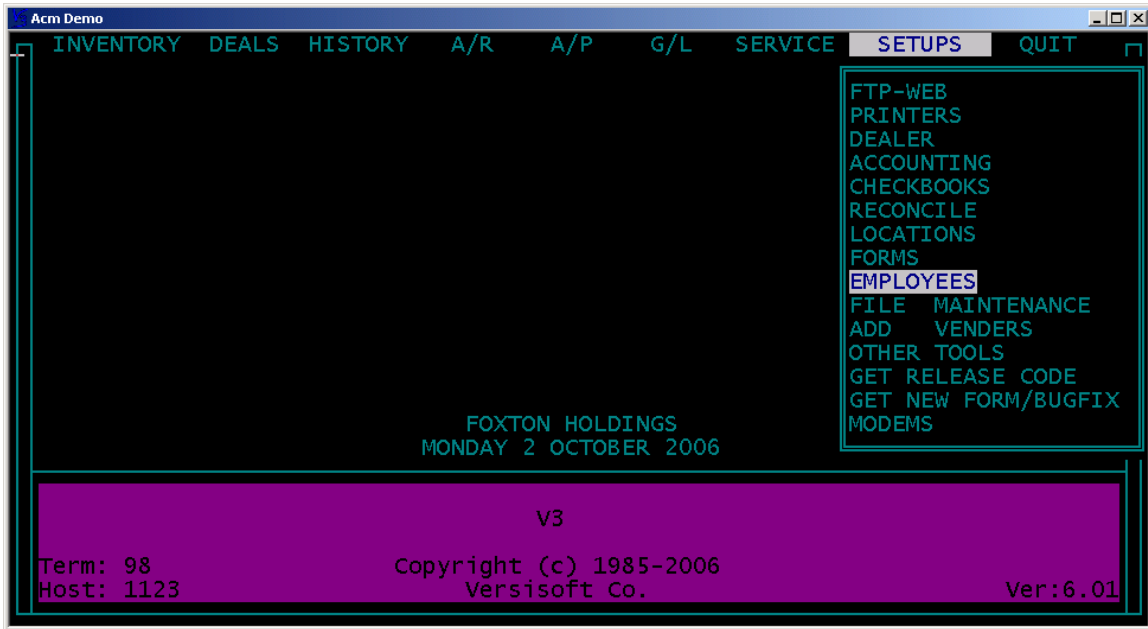 Acm Demo
INVENTORY DEALS HISTORY A/R A/P G/L SERVICE SETUPS QUIT
FTP-WEB
PRINTERS
DEALER
ACCOUNTING
CHECKBOOKS
RECONCILE
LOCATIONS
FORMS
EMPLOYEES
FILE MAINTENANCE
ADD VENDERS
OTHER TOOLS
GET RELEASE CODE
GET NEW FORM/BUGFIX
MODEMS
FOXTON HOLDINGS
MONDAY 2 OCTOBER 2006
V3
Term: 98 Copyright (c) 1985-2006
Host: 1123 Versisoft Co. Ver:6.01